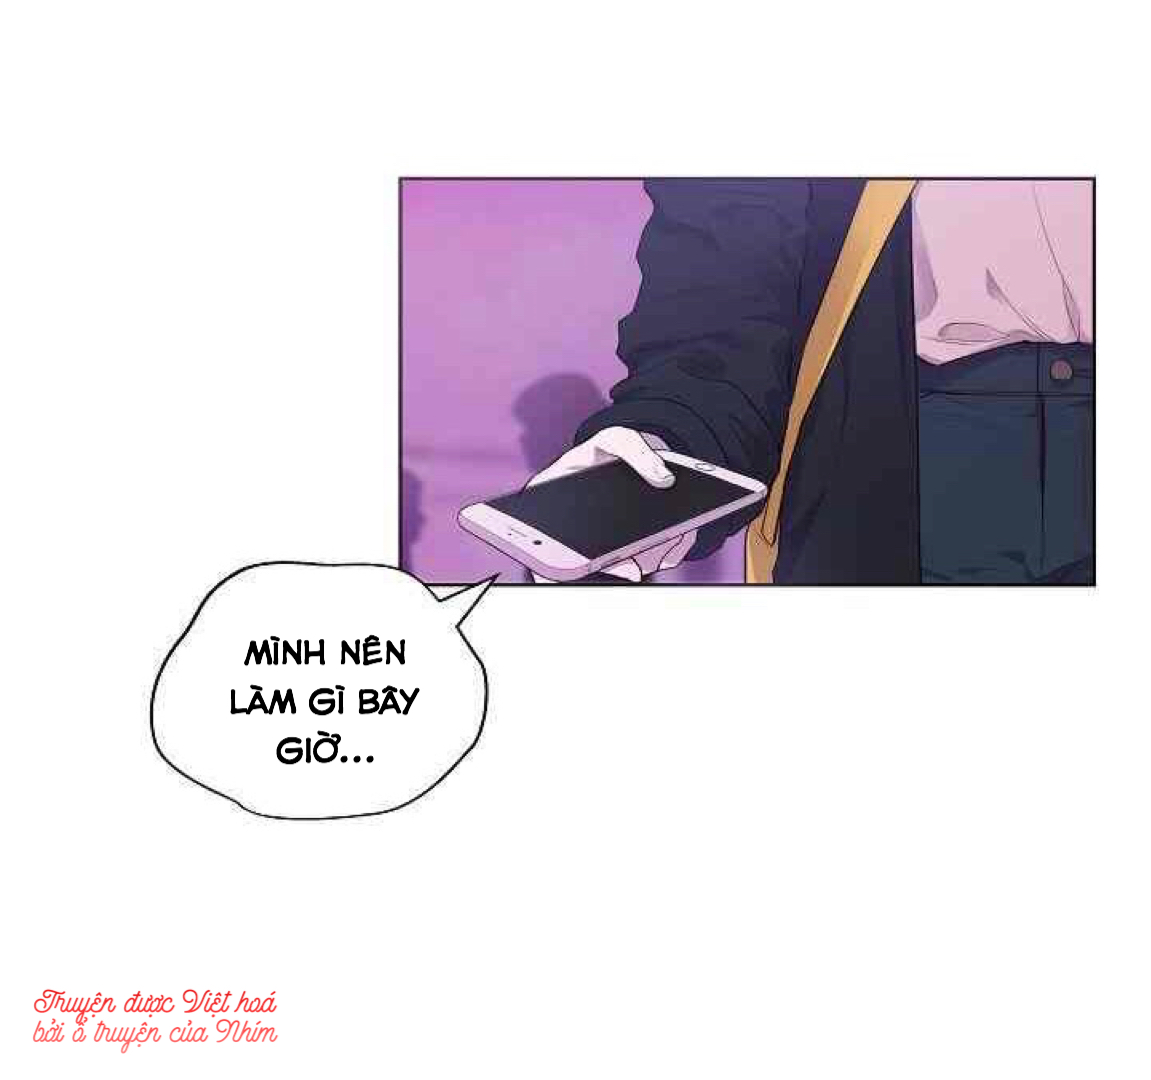 MÌNH NÊN
LÀM GÌ BÂY
GIỜ...
Truyện được Việt hoá
bởi ổ truyện của Nhím